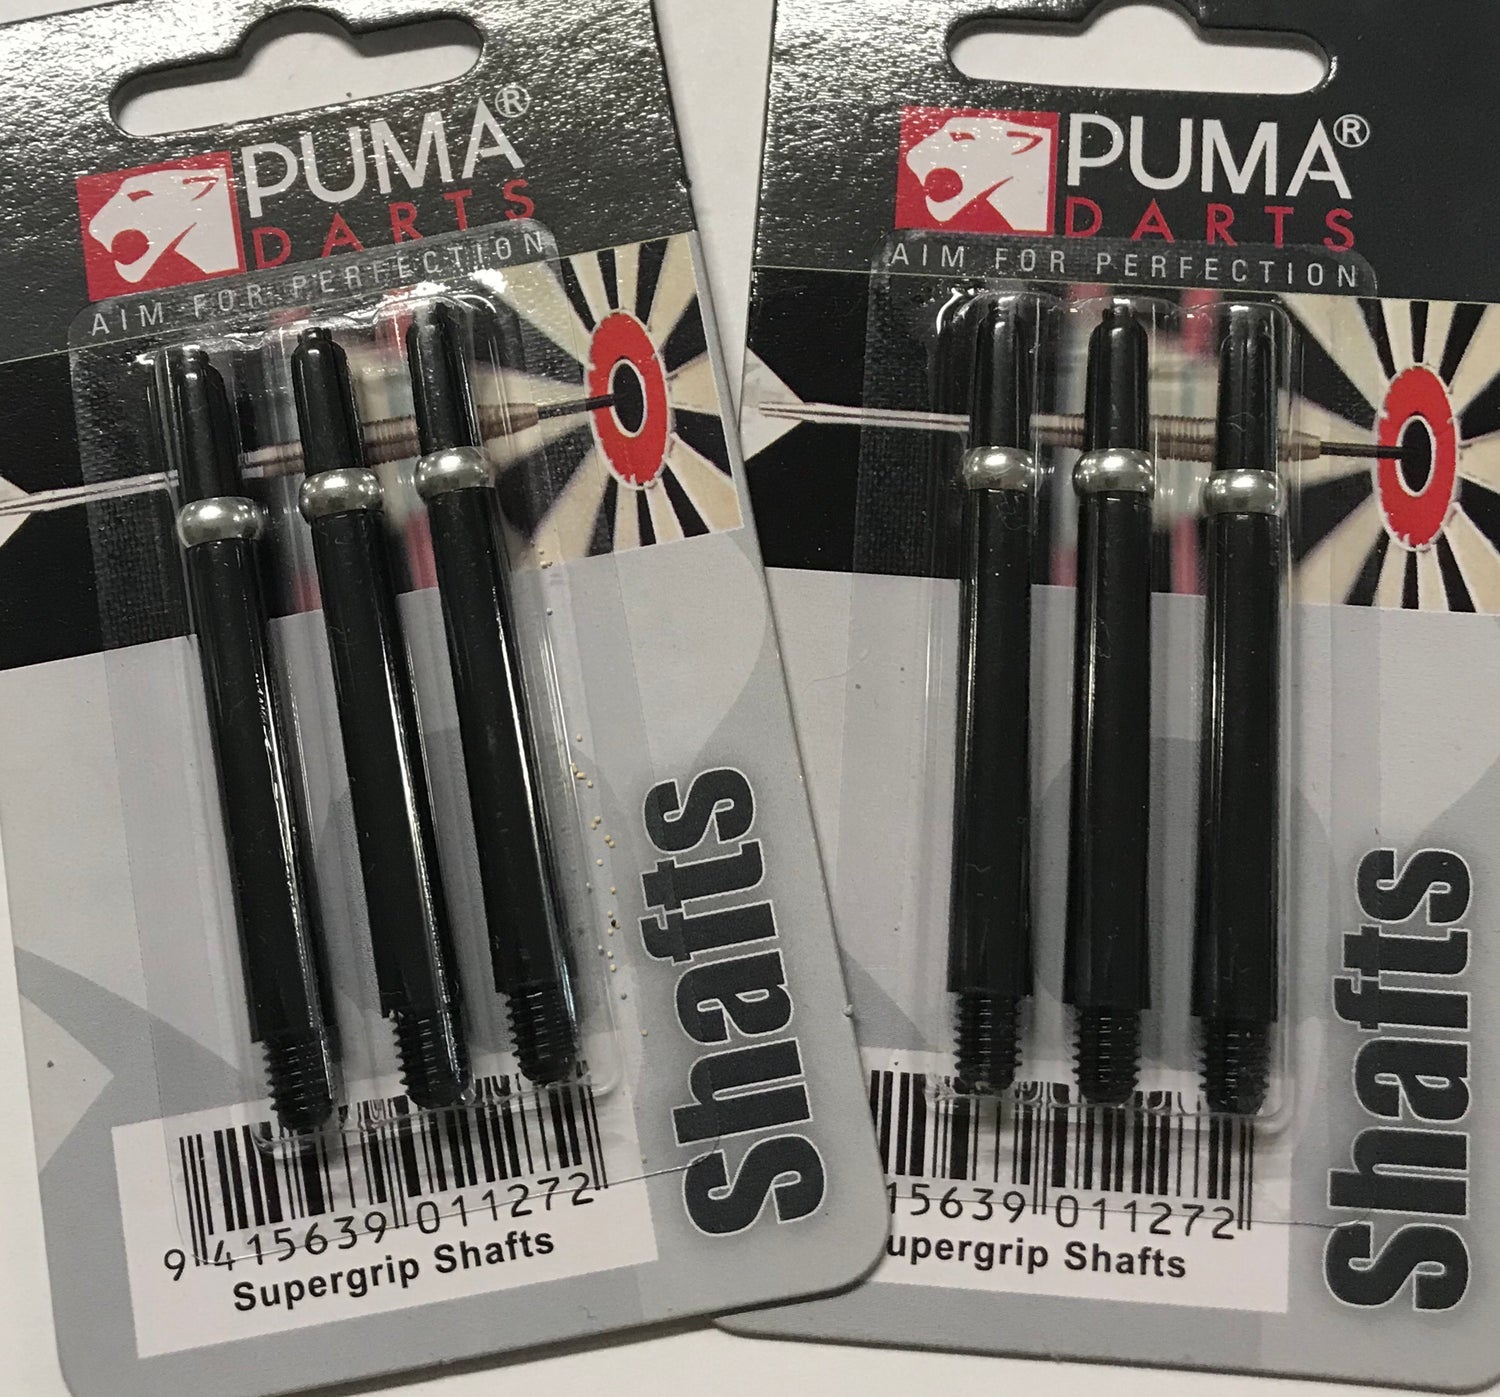 PUMA®
DARTS
AIM FOR PERFECTION
Shafts
9 415639 011272
Supergrip Shafts
PUMA®
DARTS
AIM FOR PERFECTION
Shafts
15639 011272
upergrip Shafts